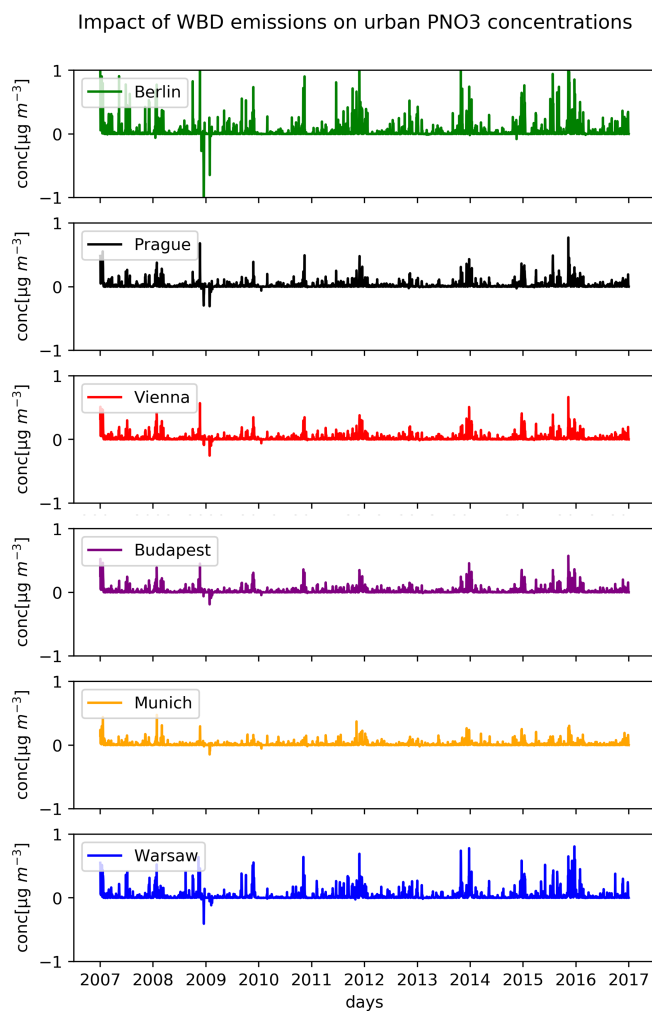 Impact of WBD emissions on urban PNO3 concentrations
1
0
−1
conc[μg m⁻³]
Berlin
1
0
−1
conc[μg m⁻³]
Prague
1
0
−1
conc[μg m⁻³]
Vienna
1
0
−1
conc[μg m⁻³]
Budapest
1
0
−1
conc[μg m⁻³]
Munich
1
0
−1
conc[μg m⁻³]
Warsaw
2007 2008 2009 2010 2011 2012 2013 2014 2015 2016 2017
days